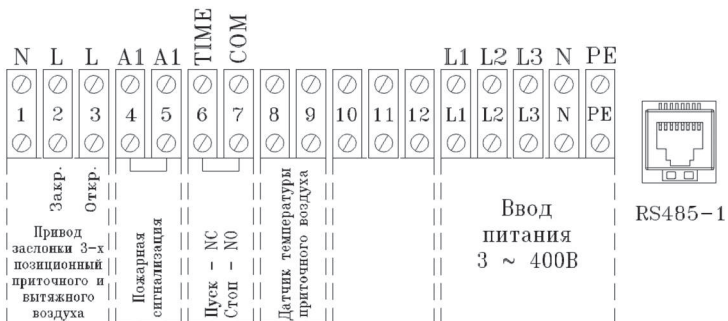 N L L A1 A1 TIME COM L1 L2 L3 N PE
1 2 3 4 5 6 7 8 9 10 11 12 L1 L2 L3 N PE
Закр.
Откр.
Привод
заслонки 3-х
позиционный
приточного и
вытяжного
воздуха
Пожарная
сигнализация
Пуск - NC
Стоп - NO
Датчик температуры
приточного воздуха
Ввод
питания
3 ~ 400В
RS485-1